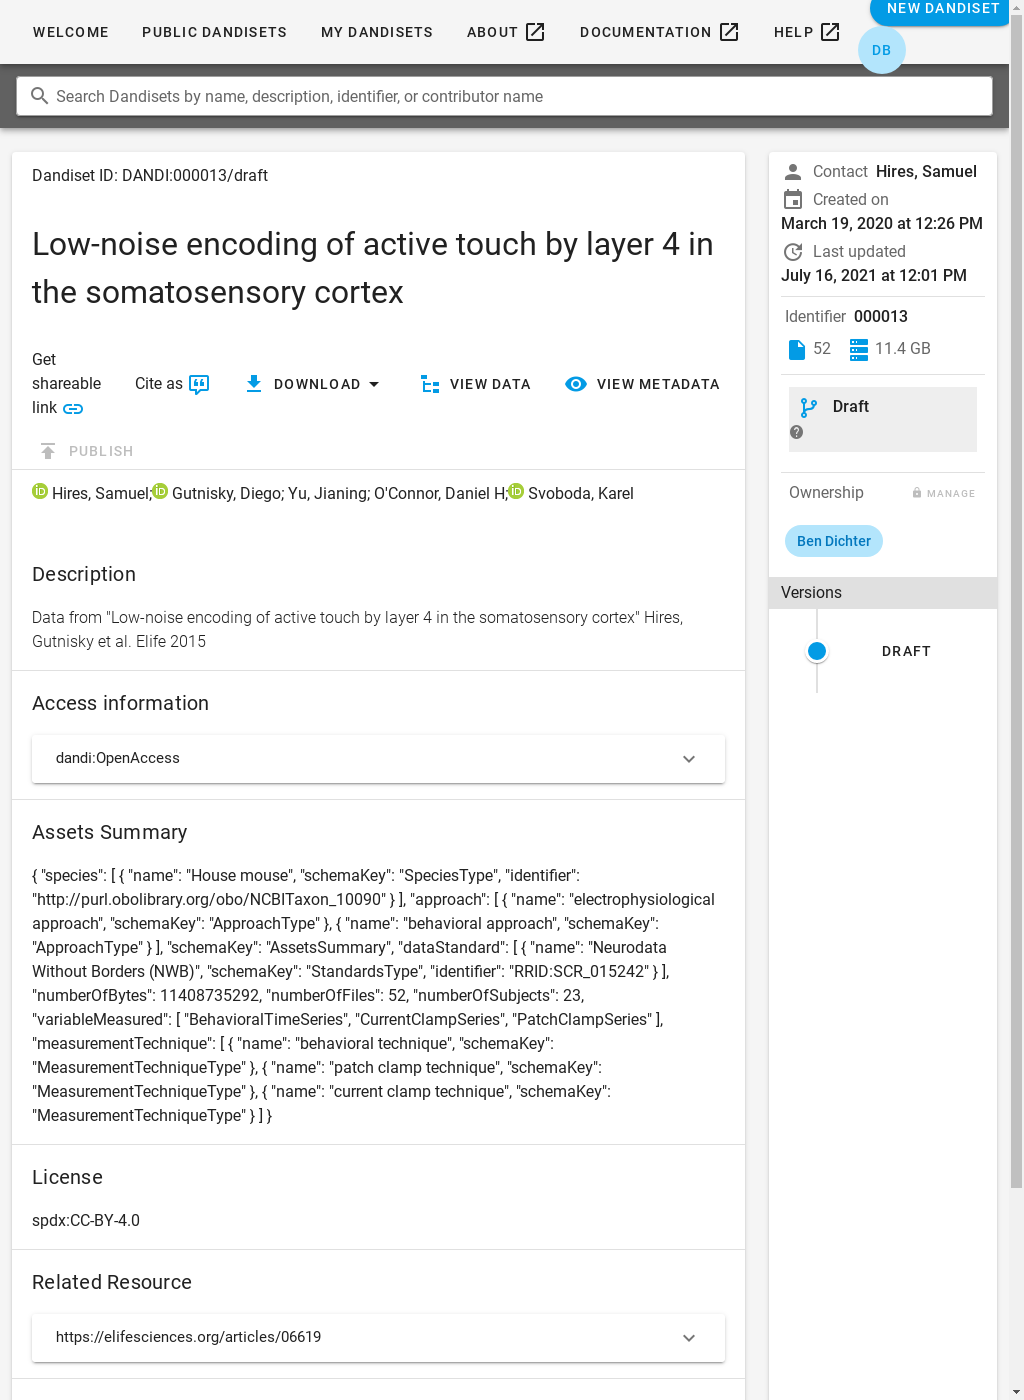 WELCOME PUBLIC DANDISETS MY DANDISETS ABOUT DOCUMENTATION HELP NEW DANDISET
DB
Search Dandisets by name, description, identifier, or contributor name
Dandiset ID: DANDI:000013/draft
Low-noise encoding of active touch by layer 4 in
the somatosensory cortex
Get
shareable
link
Cite as
DOWNLOAD
VIEW DATA
VIEW METADATA
PUBLISH
iD Hires, Samuel; iD Gutnisky, Diego; Yu, Jianing; O'Connor, Daniel H; iD Svoboda, Karel
Description
Data from "Low-noise encoding of active touch by layer 4 in the somatosensory cortex" Hires,
Gutnisky et al. Elife 2015
Access information
dandi:OpenAccess
Assets Summary
{ "species": [ { "name": "House mouse", "schemaKey": "SpeciesType", "identifier":
"http://purl.obolibrary.org/obo/NCBITaxon_10090" } ], "approach": [ { "name": "electrophysiological
approach", "schemaKey": "ApproachType" }, { "name": "behavioral approach", "schemaKey":
"ApproachType" } ], "schemaKey": "AssetsSummary", "dataStandard": [ { "name": "Neurodata
Without Borders (NWB)", "schemaKey": "StandardsType", "identifier": "RRID:SCR_015242" } ],
"numberOfBytes": 11408735292, "numberOfFiles": 52, "numberOfSubjects": 23,
"variableMeasured": [ "BehavioralTimeSeries", "CurrentClampSeries", "PatchClampSeries" ],
"measurementTechnique": [ { "name": "behavioral technique", "schemaKey":
"MeasurementTechniqueType" }, { "name": "patch clamp technique", "schemaKey":
"MeasurementTechniqueType" }, { "name": "current clamp technique", "schemaKey":
"MeasurementTechniqueType" } ] }
License
spdx:CC-BY-4.0
Related Resource
https://elifesciences.org/articles/06619
Contact Hires, Samuel
Created on
March 19, 2020 at 12:26 PM
Last updated
July 16, 2021 at 12:01 PM
Identifier 000013
52 11.4 GB
Draft
?
Ownership MANAGE
Ben Dichter
Versions
DRAFT